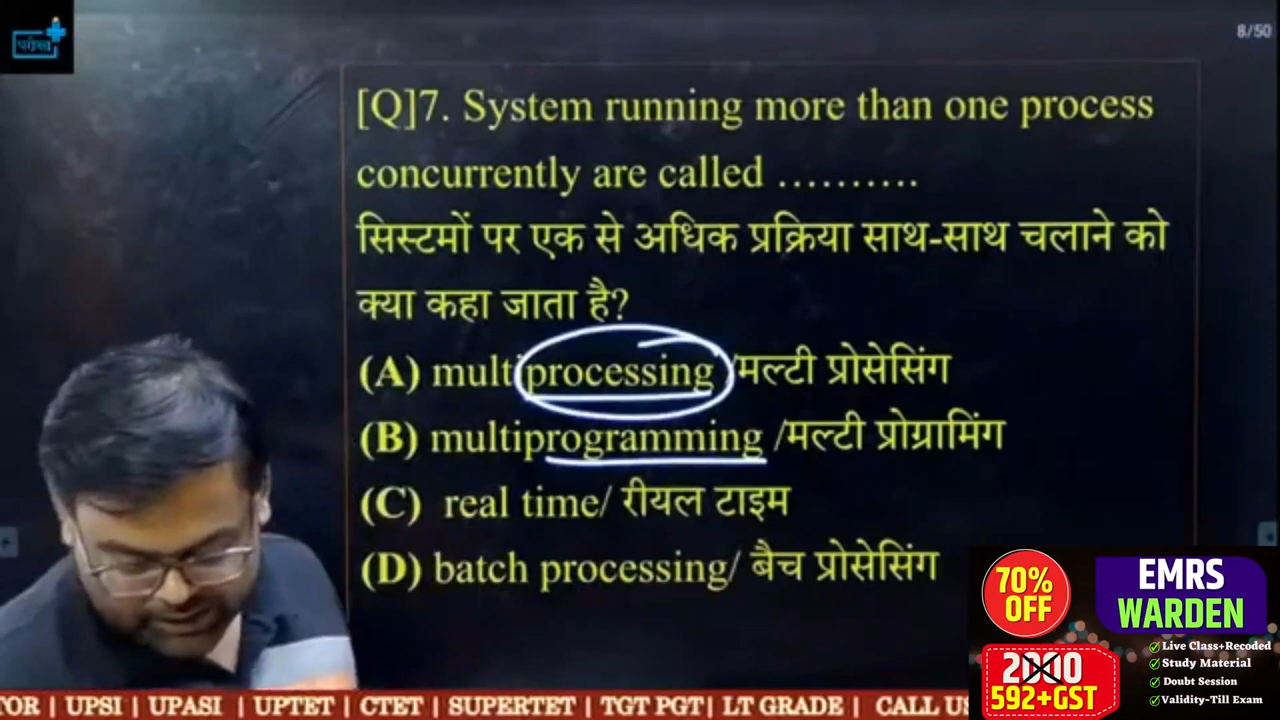 परीक्षा
8/50
[Q]7. System running more than one process
concurrently are called ..........
सिस्टमों पर एक से अधिक प्रक्रिया साथ-साथ चलाने को
क्या कहा जाता है?
(A) multiprocessing /मल्टी प्रोसेसिंग
(B) multiprogramming /मल्टी प्रोग्रामिंग
(C) real time/ रीयल टाइम
(D) batch processing/ बैच प्रोसेसिंग
70%
OFF
EMRS
WARDEN
2000
592+GST
Live Class+Recoded
Study Material
Doubt Session
Validity-Till Exam
TOR | UPSI | UPASI | UPTET | CTET | SUPERTET | TGT PGT| LT GRADE | CALL US